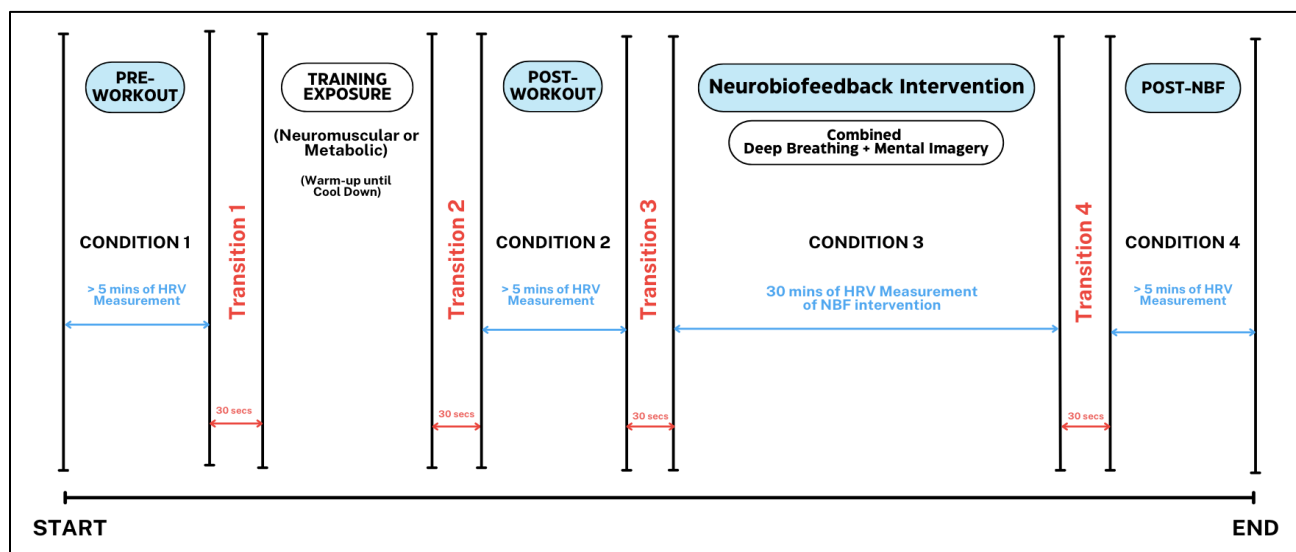 PRE-
WORKOUT
CONDITION 1
> 5 mins of HRV
Measurement
Transition 1
30 secs
TRAINING
EXPOSURE
(Neuromuscular or
Metabolic)
(Warm-up until
Cool Down)
Transition 2
30 secs
POST-
WORKOUT
CONDITION 2
> 5 mins of HRV
Measurement
Transition 3
30 secs
Neurobiofeedback Intervention
Combined
Deep Breathing + Mental Imagery
CONDITION 3
30 mins of HRV Measurement
of NBF intervention
Transition 4
30 secs
POST-NBF
CONDITION 4
> 5 mins of HRV
Measurement
START
END